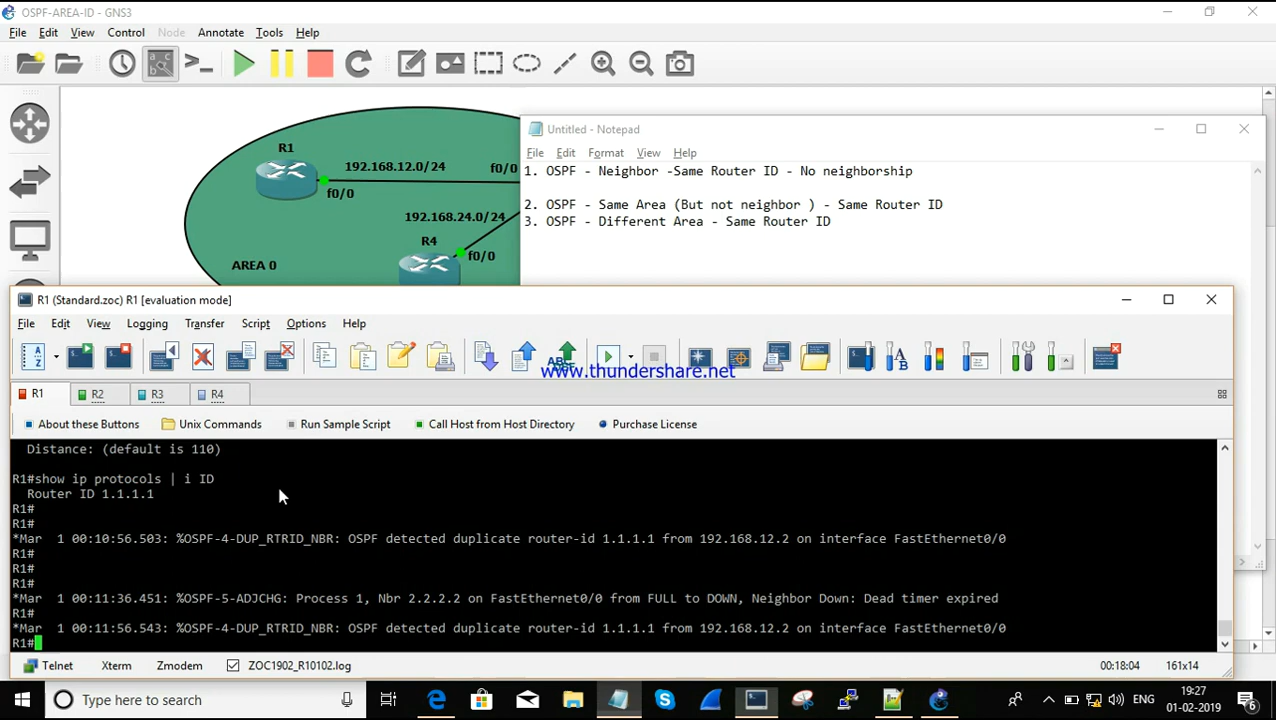 OSPF-AREA-ID - GNS3
File Edit View Control Node Annotate Tools Help
R1
192.168.12.0/24
f0/0
f0/0
192.168.24.0/24
R4
f0/0
AREA 0
Untitled - Notepad
File Edit Format View Help
1. OSPF - Neighbor -Same Router ID - No neighborship
2. OSPF - Same Area (But not neighbor ) - Same Router ID
3. OSPF - Different Area - Same Router ID
R1 (Standard.zoc) R1 [evaluation mode]
File Edit View Logging Transfer Script Options Help
www.thundershare.net
R1 R2 R3 R4
About these Buttons Unix Commands Run Sample Script Call Host from Host Directory Purchase License
Distance: (default is 110)
R1#show ip protocols | i ID
Router ID 1.1.1.1
R1#
R1#
*Mar 1 00:10:56.503: %OSPF-4-DUP_RTRID_NBR: OSPF detected duplicate router-id 1.1.1.1 from 192.168.12.2 on interface FastEthernet0/0
R1#
R1#
R1#
*Mar 1 00:11:36.451: %OSPF-5-ADJCHG: Process 1, Nbr 2.2.2.2 on FastEthernet0/0 from FULL to DOWN, Neighbor Down: Dead timer expired
R1#
*Mar 1 00:11:56.543: %OSPF-4-DUP_RTRID_NBR: OSPF detected duplicate router-id 1.1.1.1 from 192.168.12.2 on interface FastEthernet0/0
R1#
Telnet Xterm Zmodem ZOC1902_R10102.log 00:18:04 161x14
Type here to search
ENG
19:27
01-02-2019
6